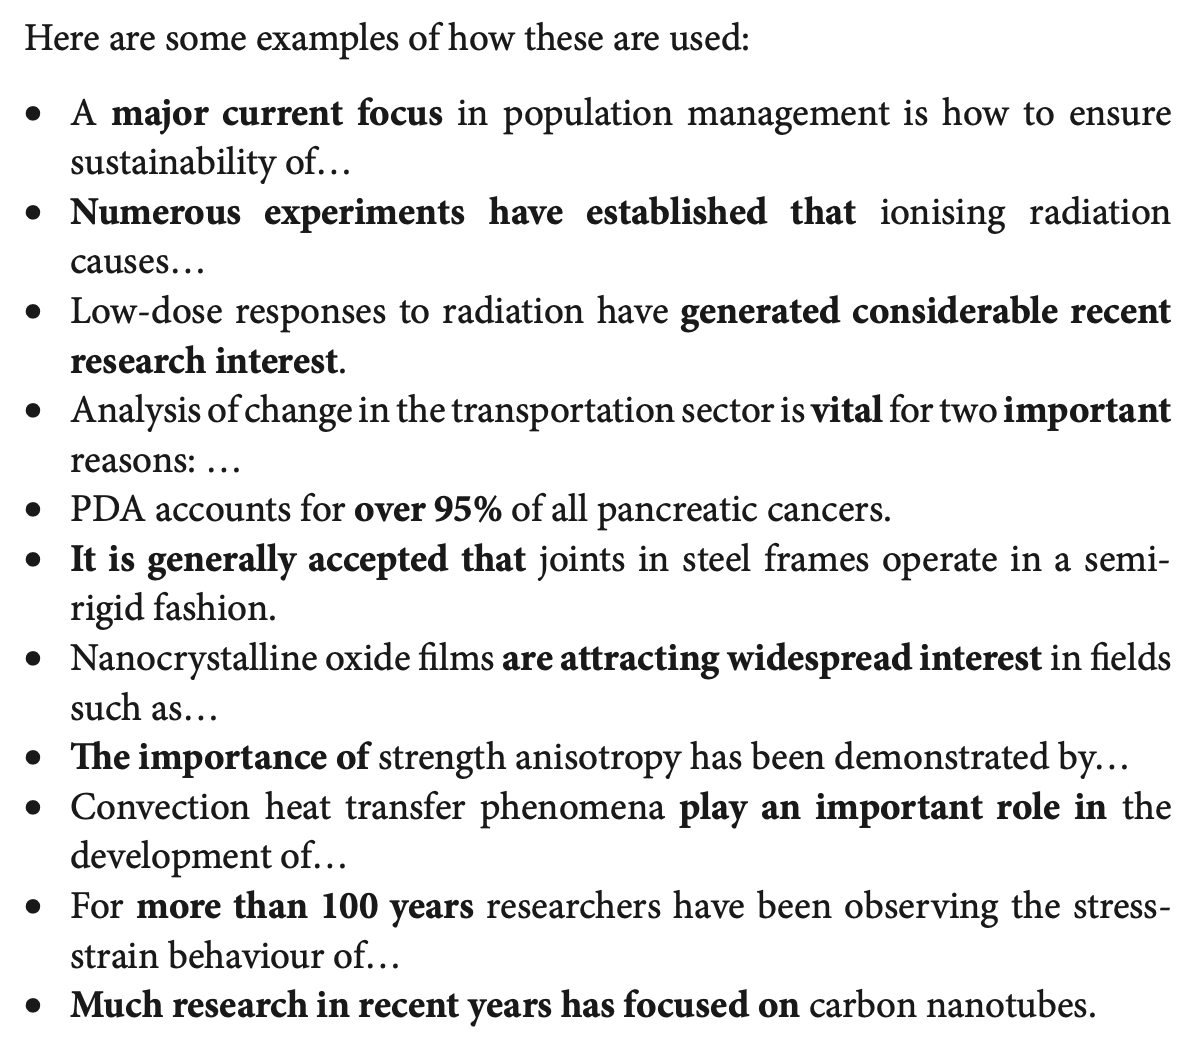 Here are some examples of how these are used:
• A major current focus in population management is how to ensure
sustainability of…
• Numerous experiments have established that ionising radiation
causes…
• Low-dose responses to radiation have generated considerable recent
research interest.
• Analysis of change in the transportation sector is vital for two important
reasons: …
• PDA accounts for over 95% of all pancreatic cancers.
• It is generally accepted that joints in steel frames operate in a semi-
rigid fashion.
• Nanocrystalline oxide films are attracting widespread interest in fields
such as…
• The importance of strength anisotropy has been demonstrated by…
• Convection heat transfer phenomena play an important role in the
development of…
• For more than 100 years researchers have been observing the stress-
strain behaviour of…
• Much research in recent years has focused on carbon nanotubes.